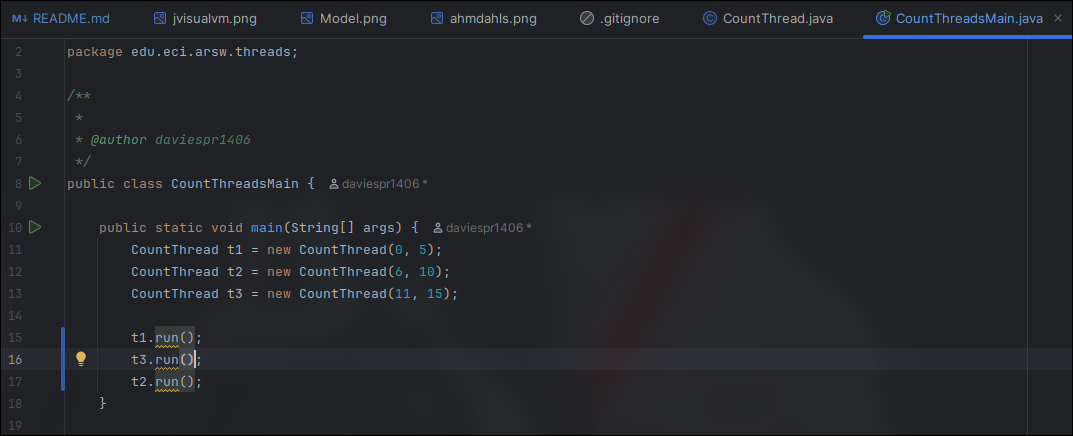 README.md jvisualvm.png Model.png ahmdahls.png .gitignore CountThread.java CountThreadsMain.java
2 package edu.eci.arsw.threads;
3
4 /**
5 *
6 * @author daviespr1406
7 */
8 public class CountThreadsMain { daviespr1406 *
9
10 public static void main(String[] args) { daviespr1406 *
11 CountThread t1 = new CountThread(0, 5);
12 CountThread t2 = new CountThread(6, 10);
13 CountThread t3 = new CountThread(11, 15);
14
15 t1.run();
16 t3.run();
17 t2.run();
18 }
19